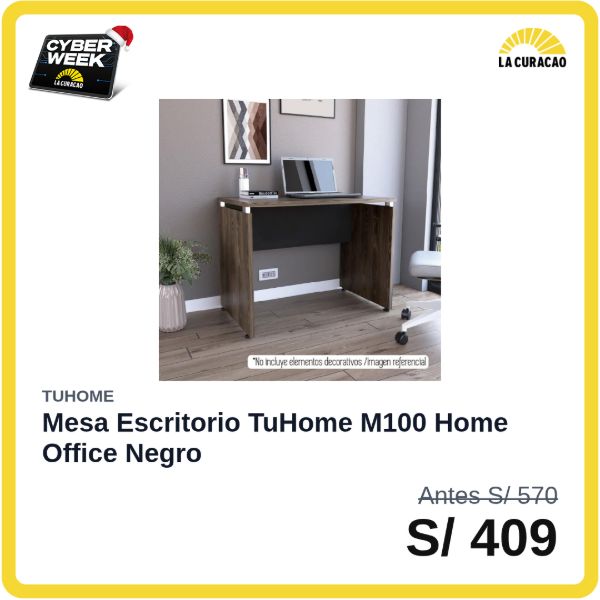 CYBER
WEEK
LA CURACAO
LA CURACAO
*No incluye elementos decorativos /imagen referencial
TUHOME
Mesa Escritorio TuHome M100 Home
Office Negro
Antes S/ 570
S/ 409